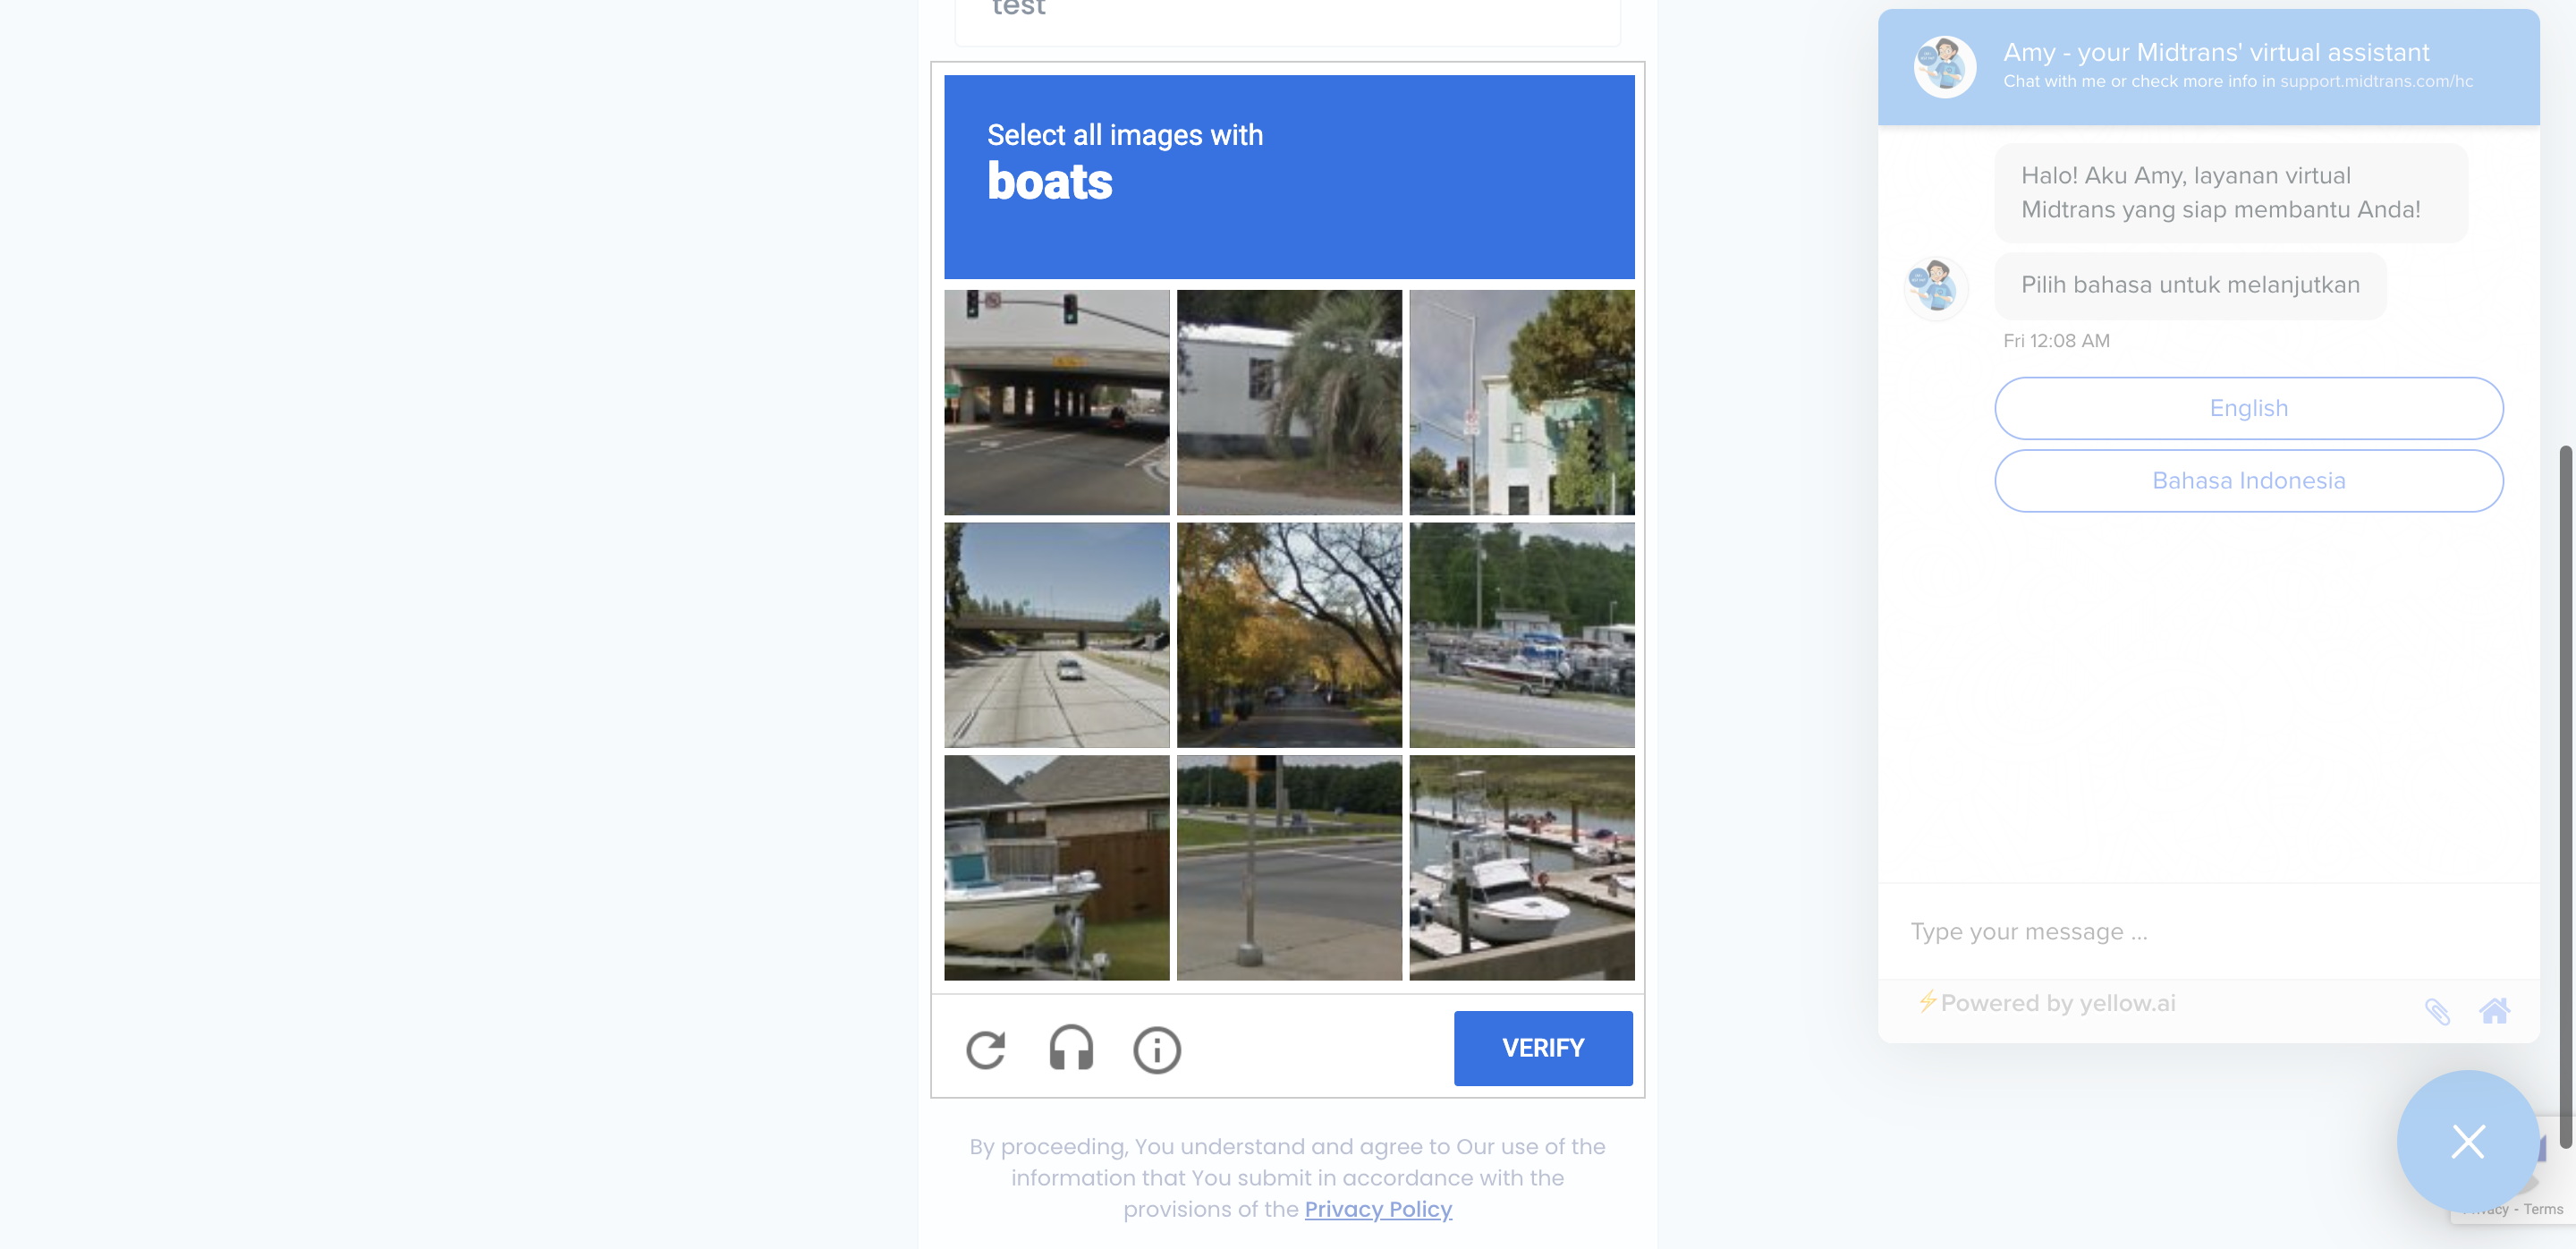 test
Select all images with
boats
VERIFY
By proceeding, You understand and agree to Our use of the
information that You submit in accordance with the
provisions of the Privacy Policy
Amy - your Midtrans' virtual assistant
Chat with me or check more info in support.midtrans.com/hc
Halo! Aku Amy, layanan virtual
Midtrans yang siap membantu Anda!
Pilih bahasa untuk melanjutkan
Fri 12:08 AM
English
Bahasa Indonesia
Type your message ...
⚡Powered by yellow.ai
- Terms